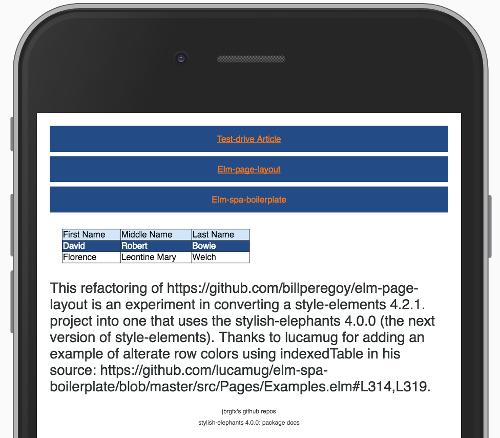 Test-drive Article
Elm-page-layout
Elm-spa-boilerplate
First Name Middle Name Last Name
David Robert Bowie
Florence Leontine Mary Welch
This refactoring of https://github.com/billperegoy/elm-page-
layout is an experiment in converting a style-elements 4.2.1.
project into one that uses the stylish-elephants 4.0.0 (the next
version of style-elements). Thanks to lucamug for adding an
example of alterate row colors using indexedTable in his
source: https://github.com/lucamug/elm-spa-
boilerplate/blob/master/src/Pages/Examples.elm#L314,L319.
jbrgfx's github repos
stylish-elephants 4.0.0: package docs